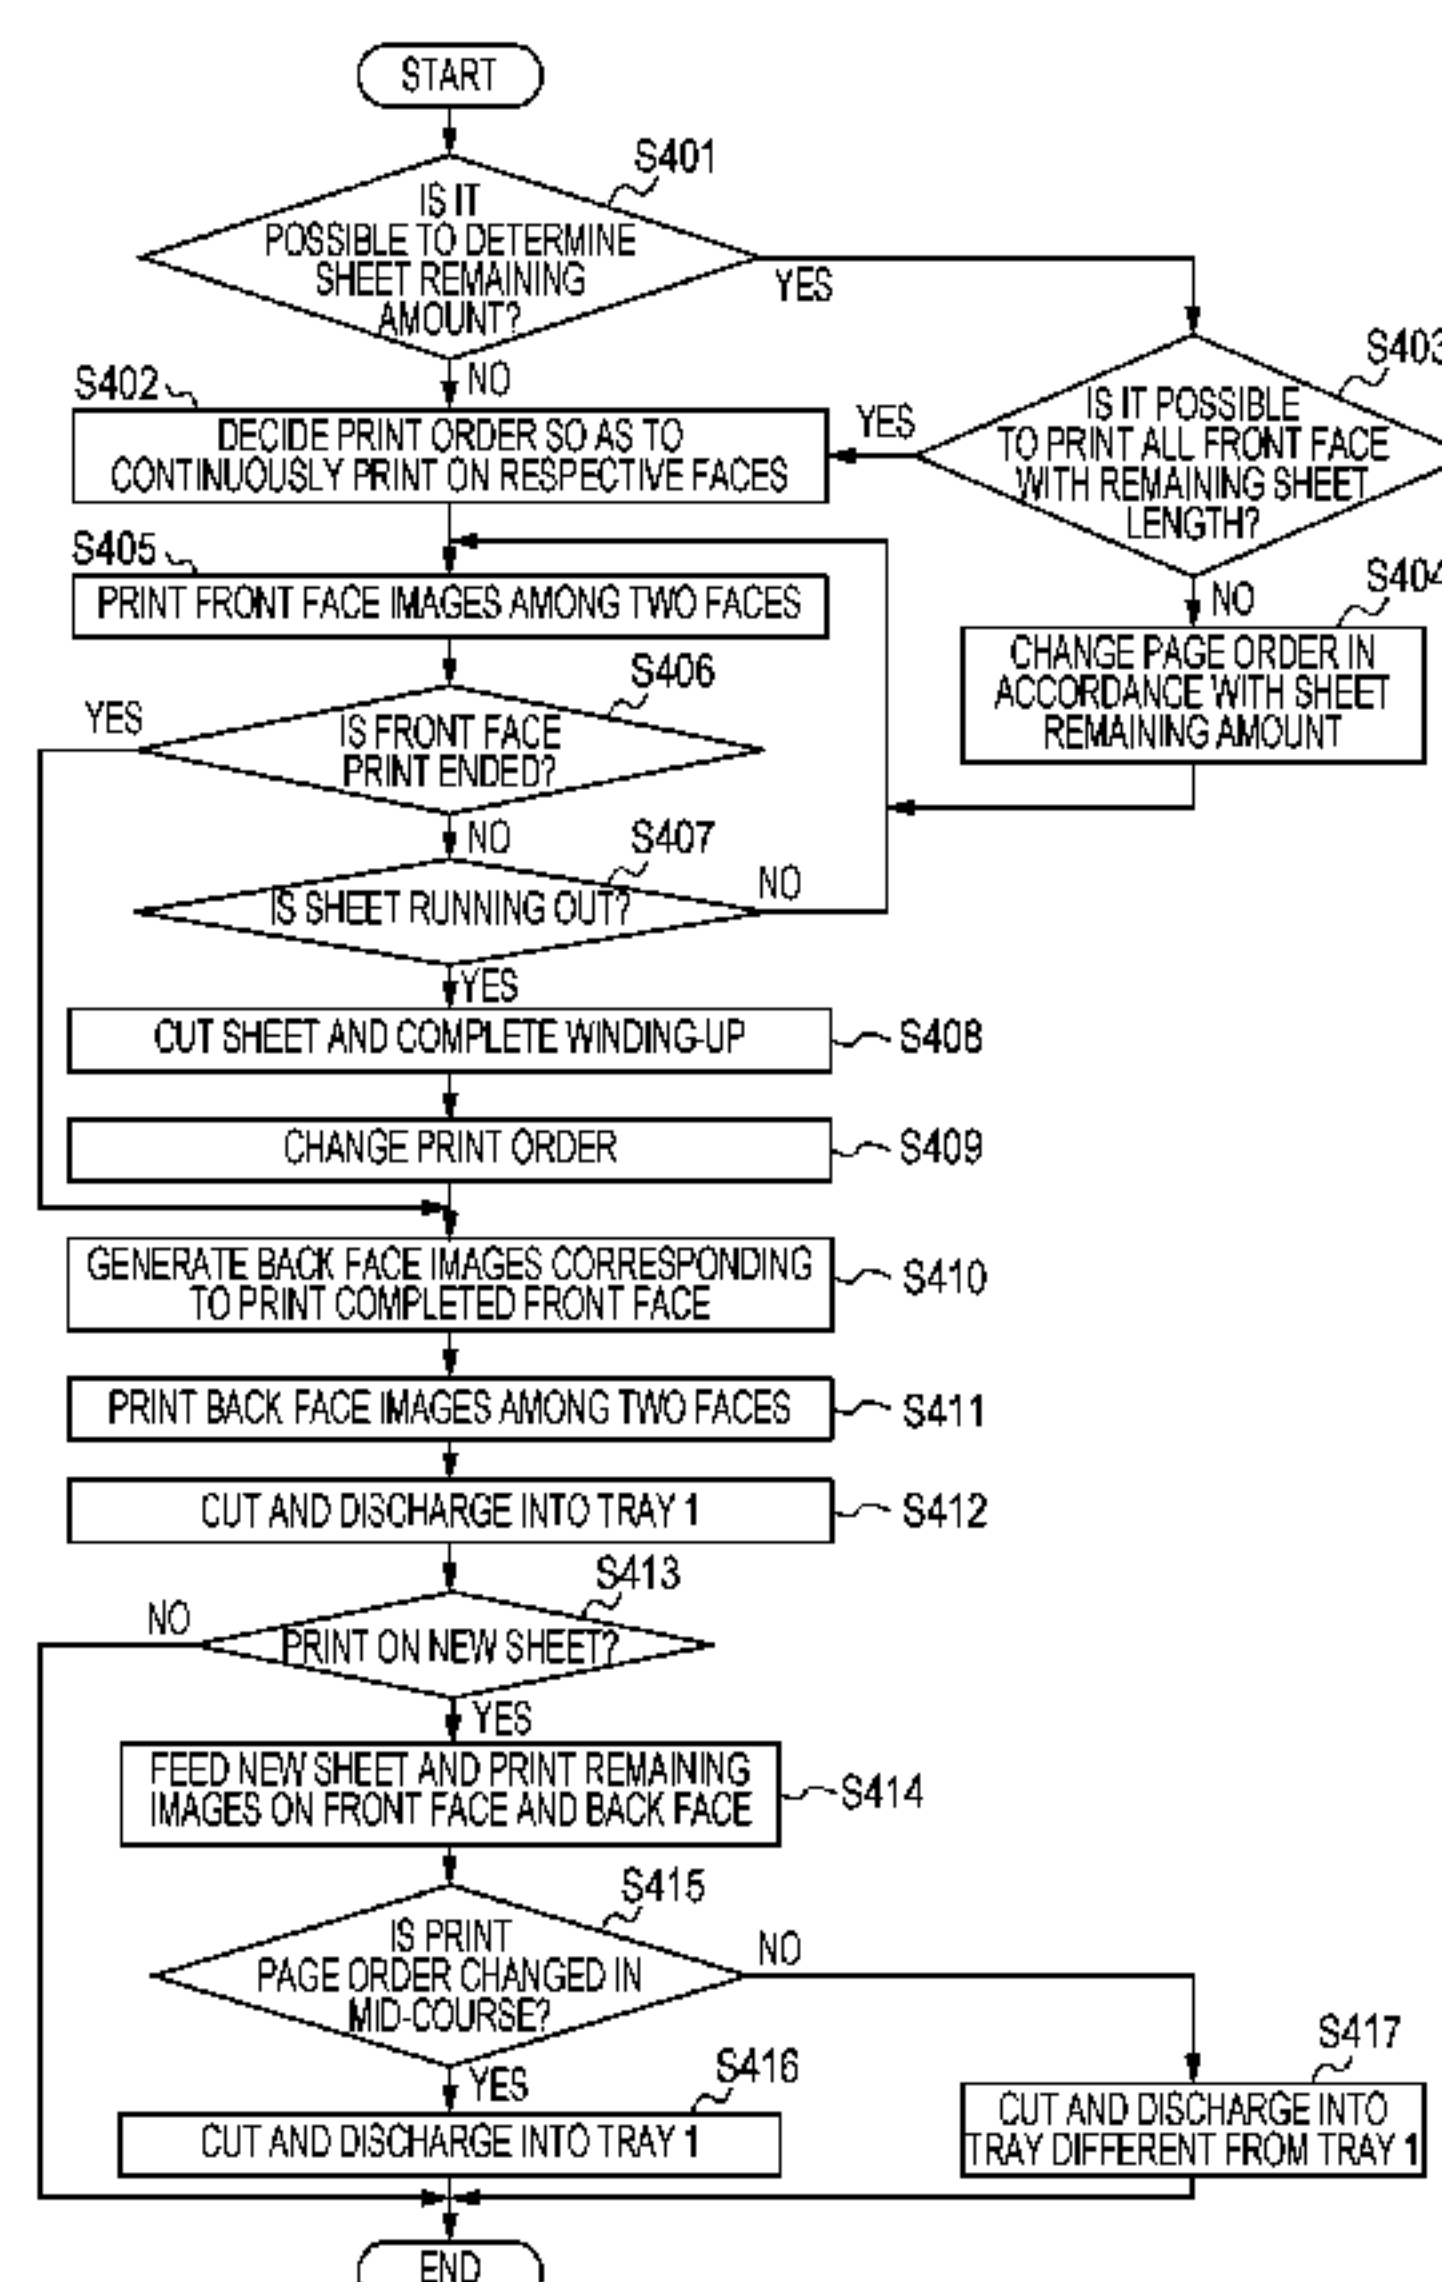 START
S401
IS IT
POSSIBLE TO DETERMINE
SHEET REMAINING
AMOUNT?
YES
NO
S403
IS IT POSSIBLE
TO PRINT ALL FRONT FACE
WITH REMAINING SHEET
LENGTH?
YES
NO
S402
DECIDE PRINT ORDER SO AS TO
CONTINUOUSLY PRINT ON RESPECTIVE FACES
S404
CHANGE PAGE ORDER IN
ACCORDANCE WITH SHEET
REMAINING AMOUNT
S405
PRINT FRONT FACE IMAGES AMONG TWO FACES
S406
IS FRONT FACE
PRINT ENDED?
YES
NO
S407
IS SHEET RUNNING OUT?
NO
YES
CUT SHEET AND COMPLETE WINDING-UP
S408
CHANGE PRINT ORDER
S409
GENERATE BACK FACE IMAGES CORRESPONDING
TO PRINT COMPLETED FRONT FACE
S410
PRINT BACK FACE IMAGES AMONG TWO FACES
S411
CUT AND DISCHARGE INTO TRAY 1
S412
S413
PRINT ON NEW SHEET?
NO
YES
FEED NEW SHEET AND PRINT REMAINING
IMAGES ON FRONT FACE AND BACK FACE
S414
S415
IS PRINT
PAGE ORDER CHANGED IN
MID-COURSE?
NO
YES
S416
CUT AND DISCHARGE INTO TRAY 1
S417
CUT AND DISCHARGE INTO
TRAY DIFFERENT FROM TRAY 1
END